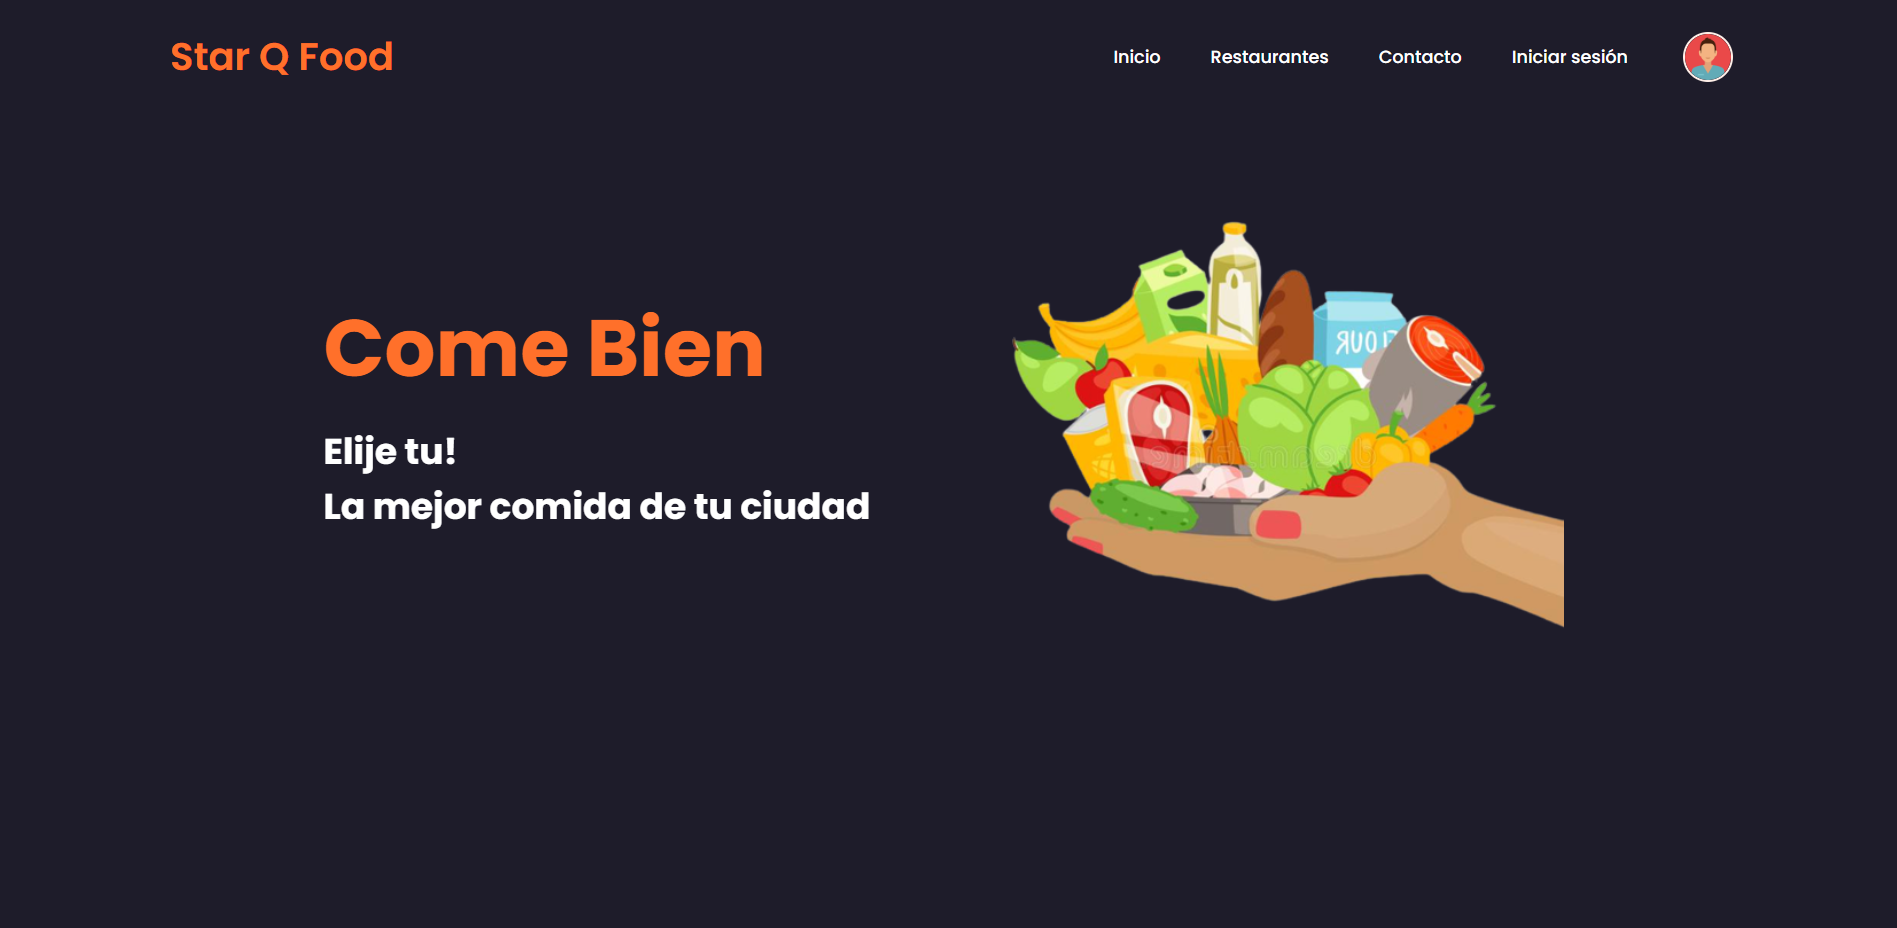 Star Q Food
Inicio Restaurantes Contacto Iniciar sesión
Come Bien
Elije tu!
La mejor comida de tu ciudad